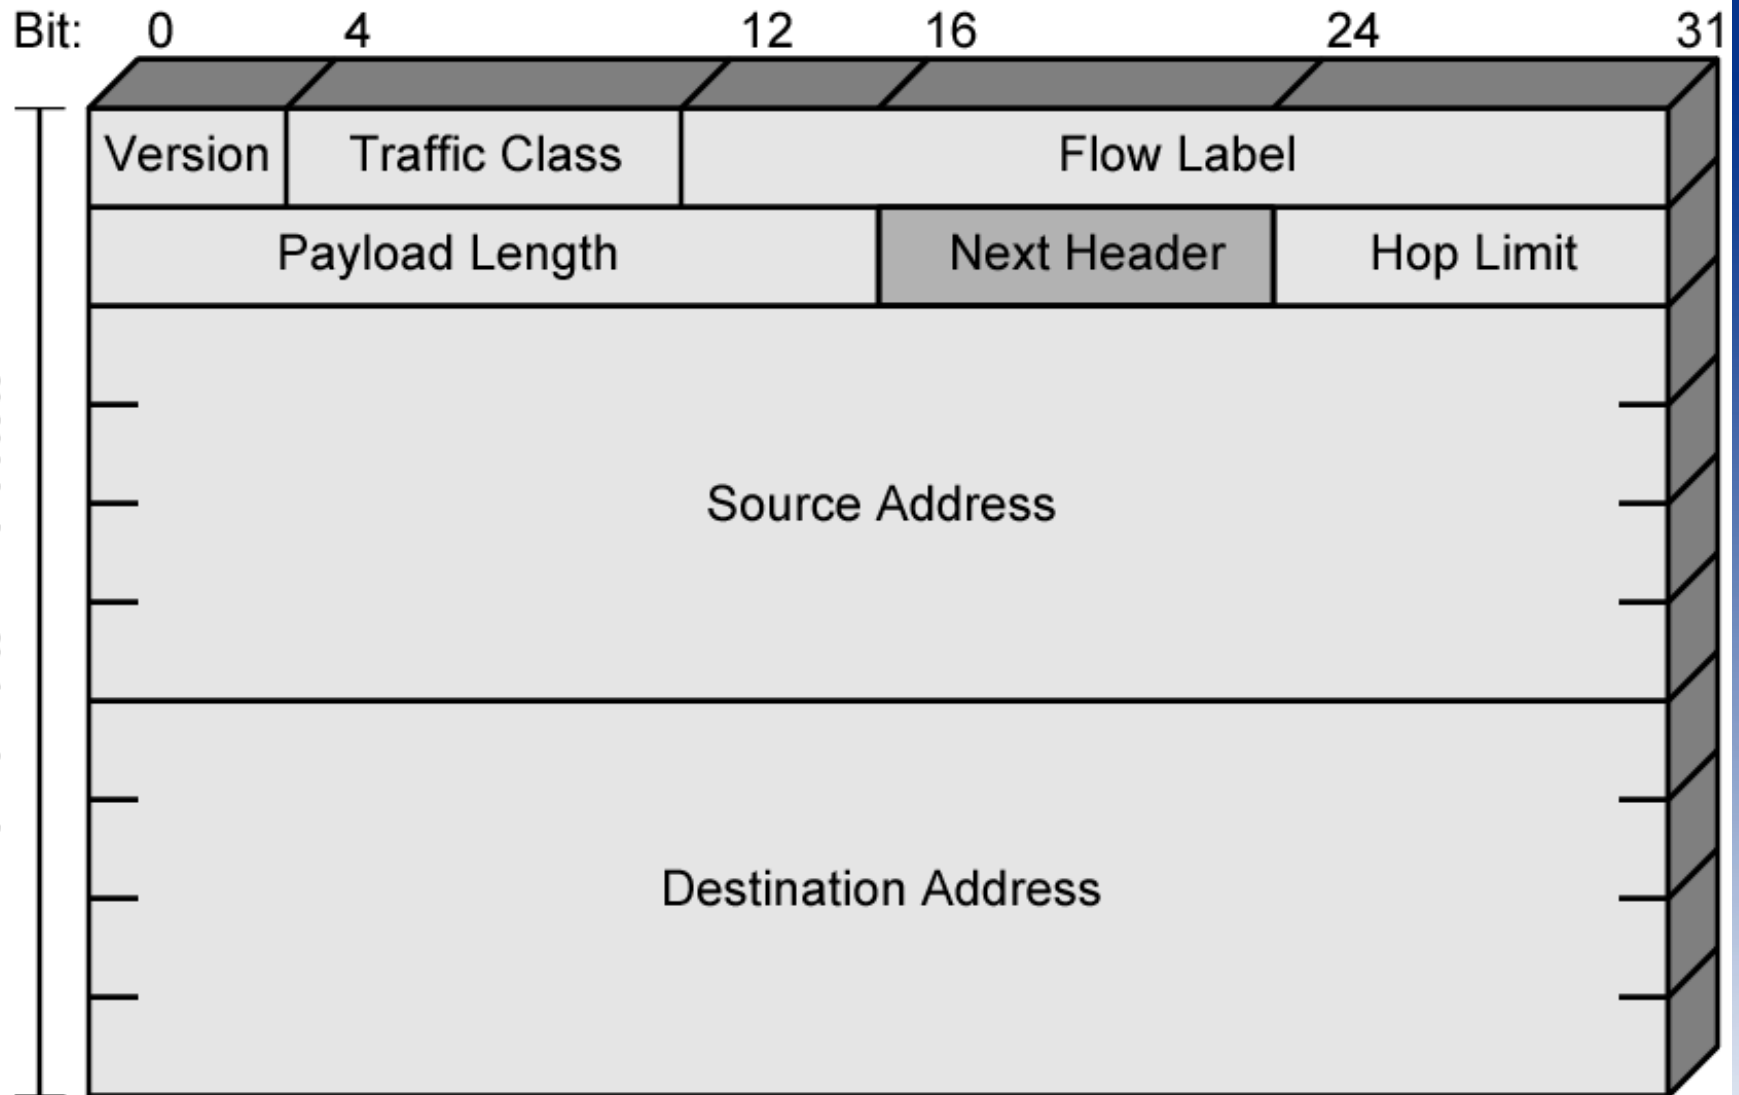 Bit: 0 4 12 16 24 31
Version Traffic Class Flow Label
Payload Length Next Header Hop Limit
Source Address
Destination Address